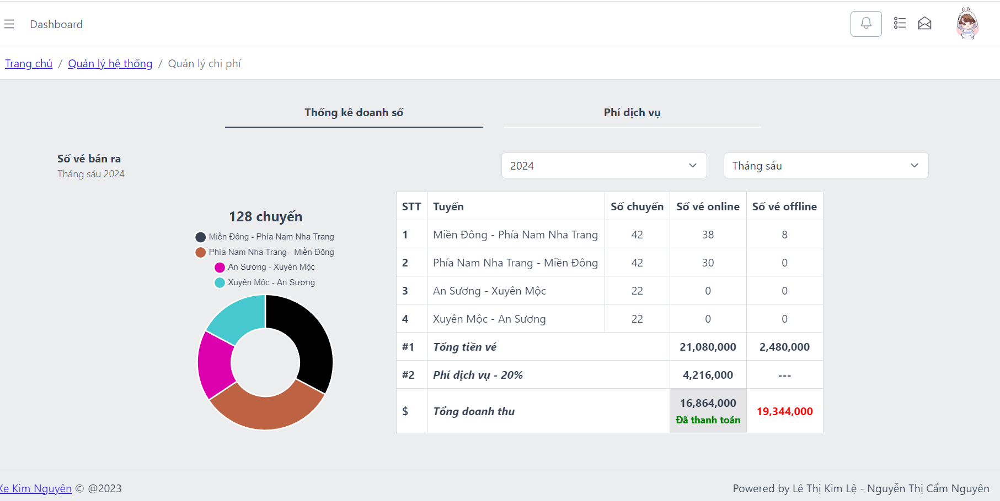 Dashboard
Trang chủ / Quản lý hệ thống / Quản lý chi phí
Thống kê doanh số Phí dịch vụ
Số vé bán ra
Tháng sáu 2024
2024 Tháng sáu
128 chuyến
Miền Đông - Phía Nam Nha Trang
Phía Nam Nha Trang - Miền Đông
An Sương - Xuyên Mộc
Xuyên Mộc - An Sương
STT Tuyến Số chuyến Số vé online Số vé offline
1 Miền Đông - Phía Nam Nha Trang 42 38 8
2 Phía Nam Nha Trang - Miền Đông 42 30 0
3 An Sương - Xuyên Mộc 22 0 0
4 Xuyên Mộc - An Sương 22 0 0
#1 Tổng tiền vé 21,080,000 2,480,000
#2 Phí dịch vụ - 20% 4,216,000 ---
$ Tổng doanh thu 16,864,000 19,344,000
Đã thanh toán
Xe Kim Nguyên © @2023
Powered by Lê Thị Kim Lệ - Nguyễn Thị Cẩm Nguyên